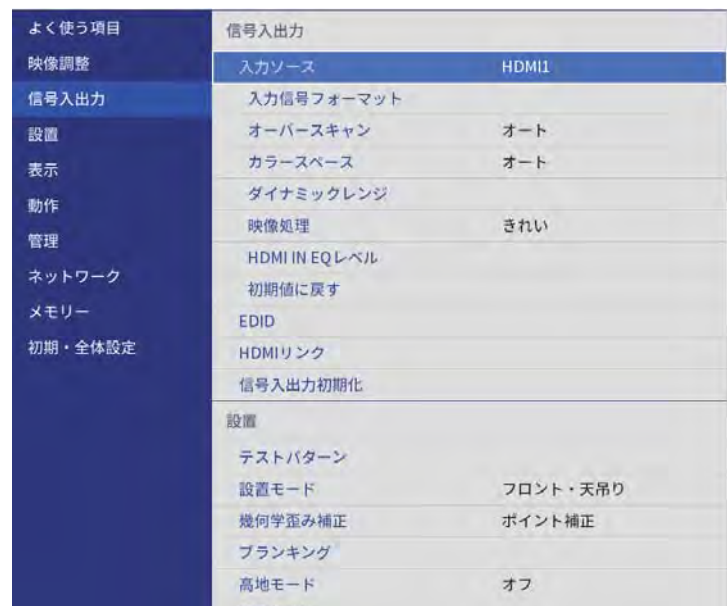 よく使う項目
映像調整
信号入出力
設置
表示
動作
管理
ネットワーク
メモリー
初期・全体設定
信号入出力
入力ソース HDMI1
入力信号フォーマット
オーバースキャン オート
カラースペース オート
ダイナミックレンジ
映像処理 きれい
HDMI IN EQレベル
初期値に戻す
EDID
HDMIリンク
信号入出力初期化
設置
テストパターン
設置モード フロント・天吊り
幾何学歪み補正 ポイント補正
ブランキング
高地モード オフ